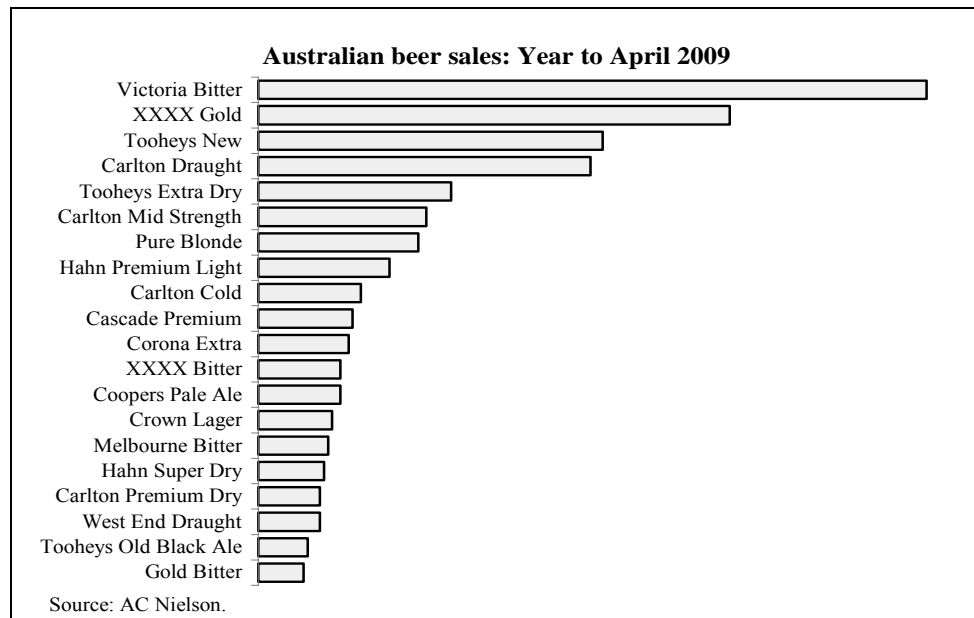 Australian beer sales: Year to April 2009
Victoria Bitter
XXXX Gold
Tooheys New
Carlton Draught
Tooheys Extra Dry
Carlton Mid Strength
Pure Blonde
Hahn Premium Light
Carlton Cold
Cascade Premium
Corona Extra
XXXX Bitter
Coopers Pale Ale
Crown Lager
Melbourne Bitter
Hahn Super Dry
Carlton Premium Dry
West End Draught
Tooheys Old Black Ale
Gold Bitter
Source: AC Nielson.